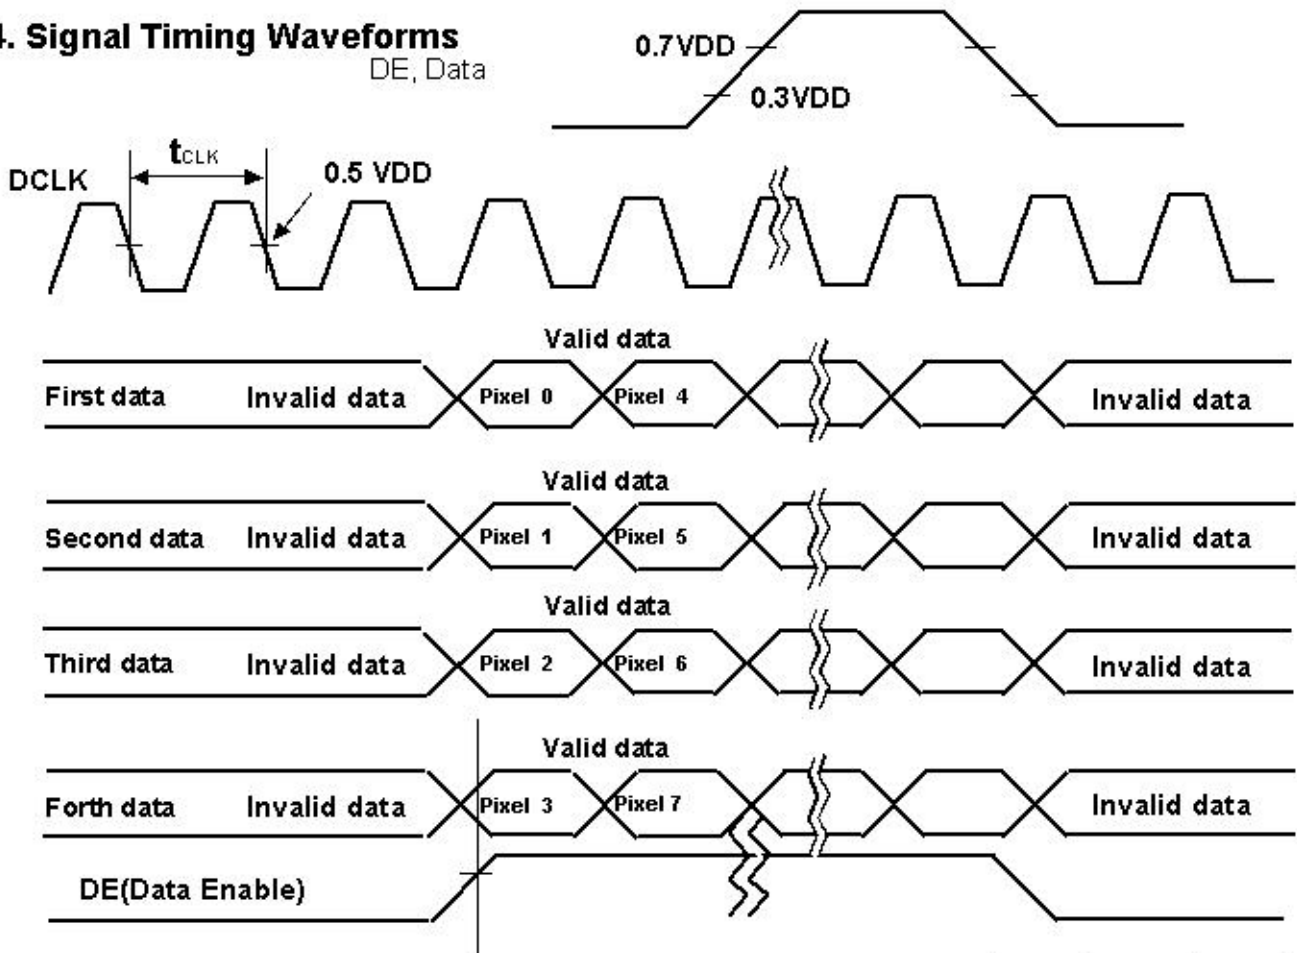 4. Signal Timing Waveforms
DE, Data
0.7VDD
0.3VDD
tCLK
0.5 VDD
DCLK
Valid data
First data Invalid data Pixel 0 Pixel 4 Invalid data
Valid data
Second data Invalid data Pixel 1 Pixel 5 Invalid data
Valid data
Third data Invalid data Pixel 2 Pixel 6 Invalid data
Valid data
Forth data Invalid data Pixel 3 Pixel 7 Invalid data
DE(Data Enable)